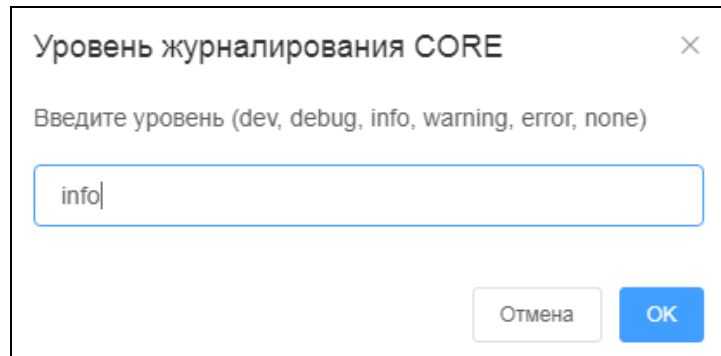 Уровень журналирования CORE
Введите уровень (dev, debug, info, warning, error, none)
info
Отмена
OK